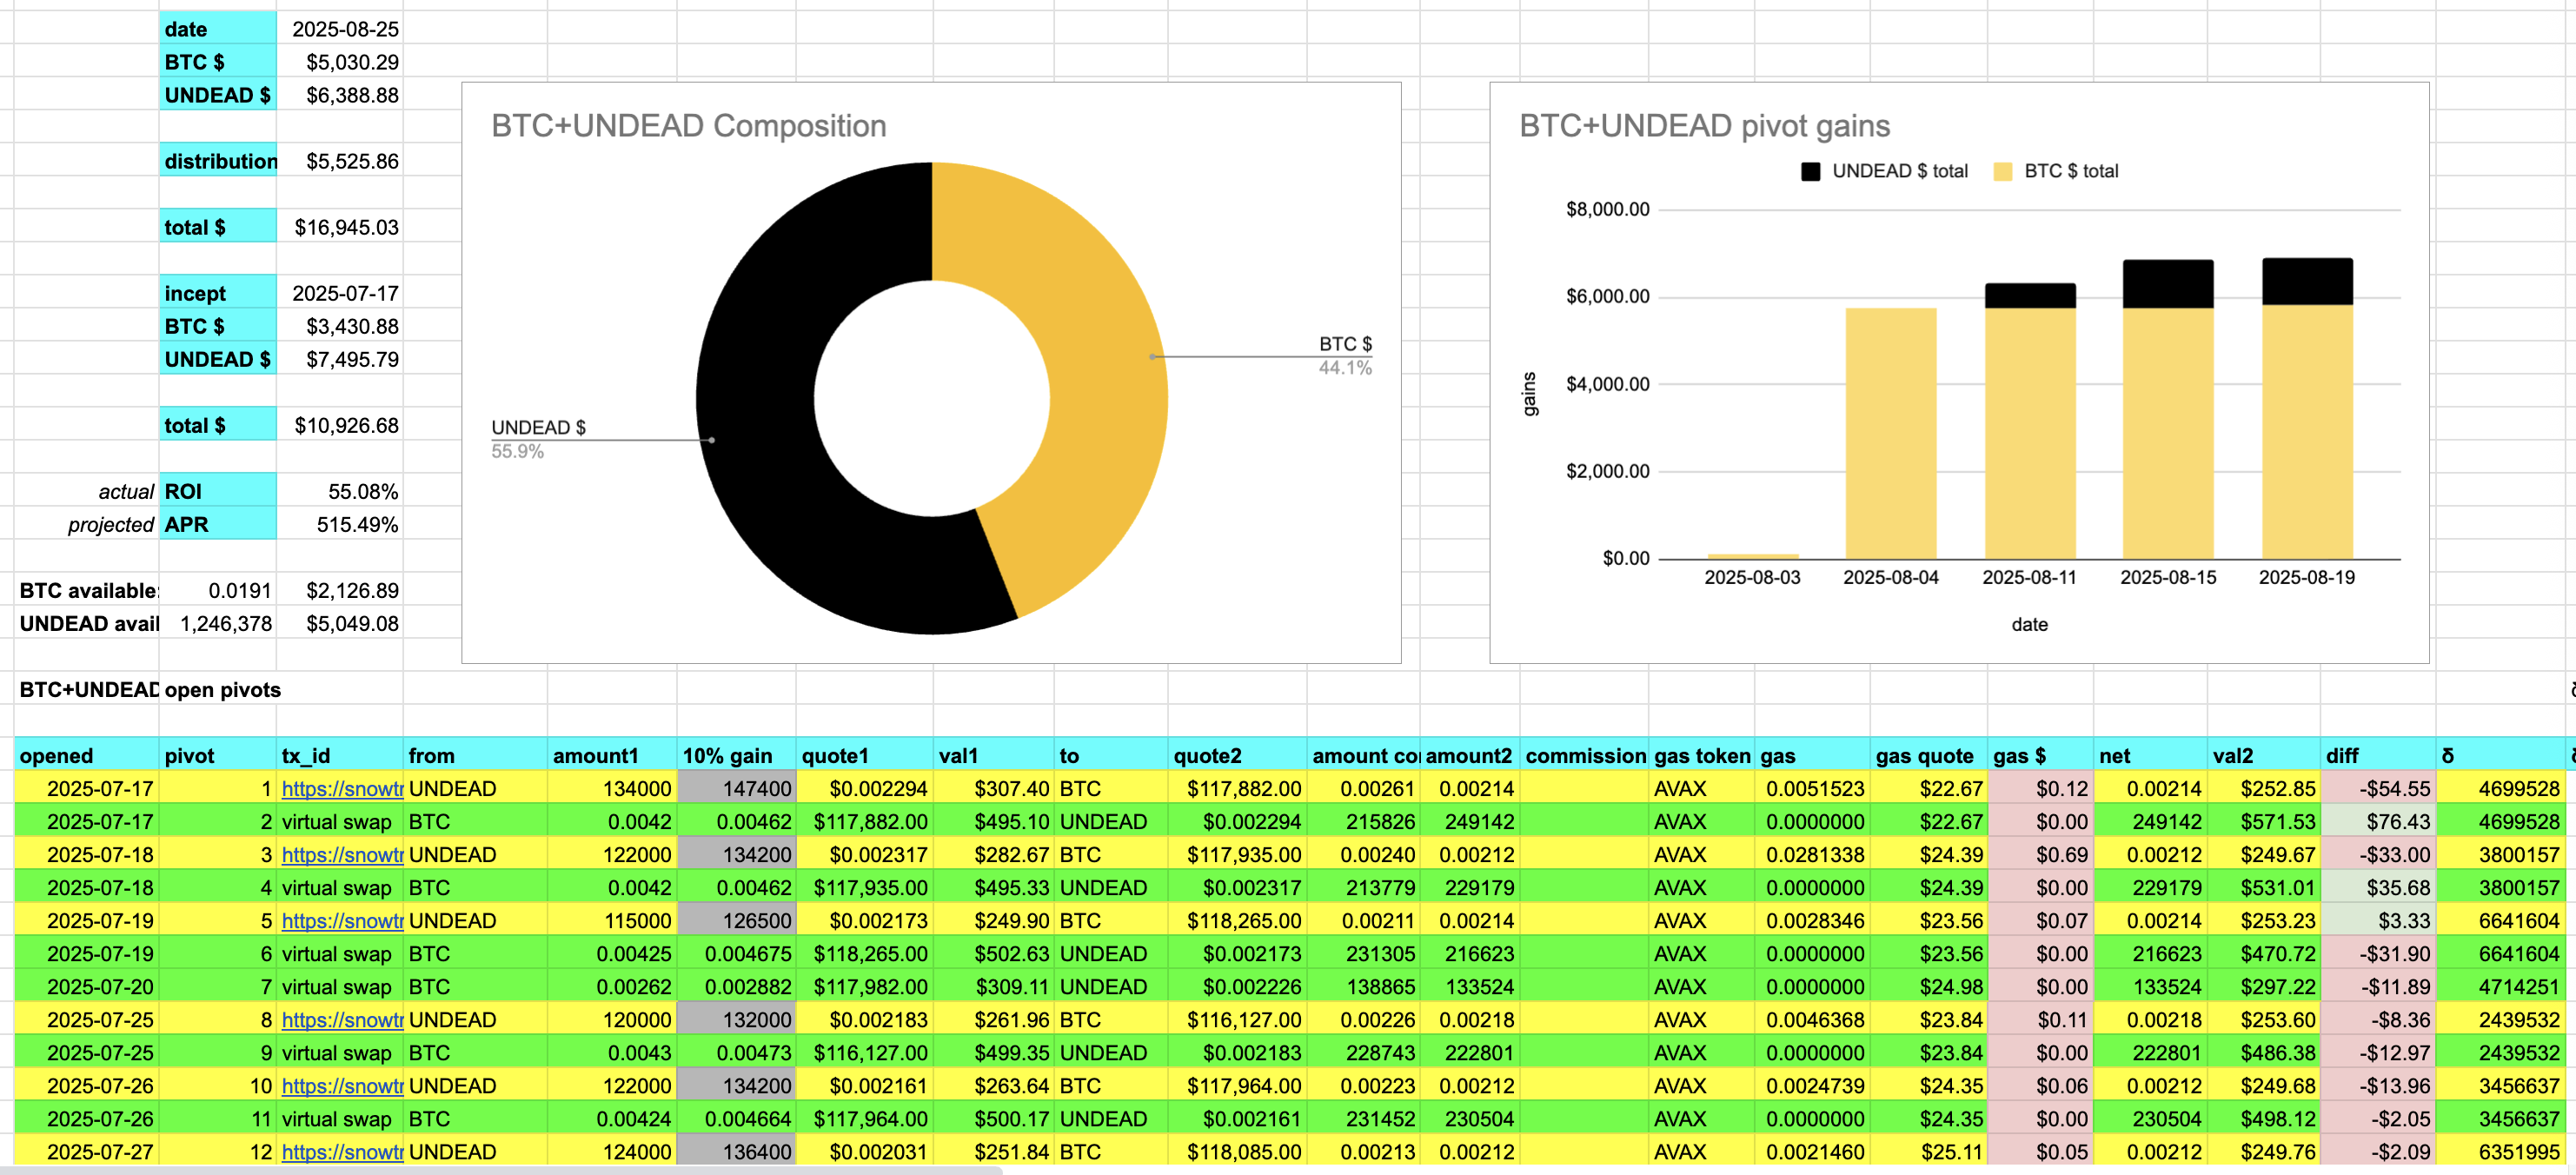 date 2025-08-25
BTC $ $5,030.29
UNDEAD $ $6,388.88
distribution $5,525.86
total $ $16,945.03
incept 2025-07-17
BTC $ $3,430.88
UNDEAD $ $7,495.79
total $ $10,926.68
actual ROI 55.08%
projected APR 515.49%
BTC available: 0.0191 $2,126.89
UNDEAD avail 1,246,378 $5,049.08
BTC+UNDEAD Composition
BTC $
44.1%
UNDEAD $
55.9%
BTC+UNDEAD pivot gains
UNDEAD $ total BTC $ total
$8,000.00
$6,000.00
$4,000.00
$2,000.00
$0.00
gains
2025-08-03 2025-08-04 2025-08-11 2025-08-15 2025-08-19
date
BTC+UNDEAD open pivots
opened pivot tx_id from amount1 10% gain quote1 val1 to quote2 amount co amount2 commission gas token gas gas quote gas $ net val2 diff δ
2025-07-17 1 https://snowtr UNDEAD 134000 147400 $0.002294 $307.40 BTC $117,882.00 0.00261 0.00214 AVAX 0.0051523 $22.67 $0.12 0.00214 $252.85 -$54.55 4699528
2025-07-17 2 virtual swap BTC 0.0042 0.00462 $117,882.00 $495.10 UNDEAD $0.002294 215826 249142 AVAX 0.0000000 $22.67 $0.00 249142 $571.53 $76.43 4699528
2025-07-18 3 https://snowtr UNDEAD 122000 134200 $0.002317 $282.67 BTC $117,935.00 0.00240 0.00212 AVAX 0.0281338 $24.39 $0.69 0.00212 $249.67 -$33.00 3800157
2025-07-18 4 virtual swap BTC 0.0042 0.00462 $117,935.00 $495.33 UNDEAD $0.002317 213779 229179 AVAX 0.0000000 $24.39 $0.00 229179 $531.01 $35.68 3800157
2025-07-19 5 https://snowtr UNDEAD 115000 126500 $0.002173 $249.90 BTC $118,265.00 0.00211 0.00214 AVAX 0.0028346 $23.56 $0.07 0.00214 $253.23 $3.33 6641604
2025-07-19 6 virtual swap BTC 0.00425 0.004675 $118,265.00 $502.63 UNDEAD $0.002173 231305 216623 AVAX 0.0000000 $23.56 $0.00 216623 $470.72 -$31.90 6641604
2025-07-20 7 virtual swap BTC 0.00262 0.002882 $117,982.00 $309.11 UNDEAD $0.002226 138865 133524 AVAX 0.0000000 $24.98 $0.00 133524 $297.22 -$11.89 4714251
2025-07-25 8 https://snowtr UNDEAD 120000 132000 $0.002183 $261.96 BTC $116,127.00 0.00226 0.00218 AVAX 0.0046368 $23.84 $0.11 0.00218 $253.60 -$8.36 2439532
2025-07-25 9 virtual swap BTC 0.0043 0.00473 $116,127.00 $499.35 UNDEAD $0.002183 228743 222801 AVAX 0.0000000 $23.84 $0.00 222801 $486.38 -$12.97 2439532
2025-07-26 10 https://snowtr UNDEAD 122000 134200 $0.002161 $263.64 BTC $117,964.00 0.00223 0.00212 AVAX 0.0024739 $24.35 $0.06 0.00212 $249.68 -$13.96 3456637
2025-07-26 11 virtual swap BTC 0.00424 0.004664 $117,964.00 $500.17 UNDEAD $0.002161 231452 230504 AVAX 0.0000000 $24.35 $0.00 230504 $498.12 -$2.05 3456637
2025-07-27 12 https://snowtr UNDEAD 124000 136400 $0.002031 $251.84 BTC $118,085.00 0.00213 0.00212 AVAX 0.0021460 $25.11 $0.05 0.00212 $249.76 -$2.09 6351995